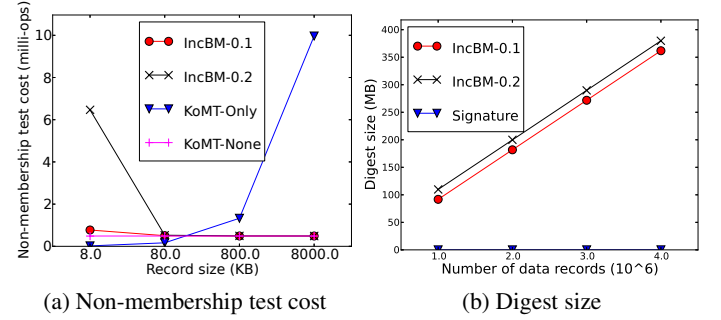 Non-membership test cost (milli-ops)
10
8
6
4
2
0
IncBM-0.1
IncBM-0.2
KoMT-Only
KoMT-None
8.0 80.0 800.0 8000.0
Record size (KB)
(a) Non-membership test cost
Digest size (MB)
400
350
300
250
200
150
100
50
0
IncBM-0.1
IncBM-0.2
Signature
1.0 2.0 3.0 4.0
Number of data records (10^6)
(b) Digest size